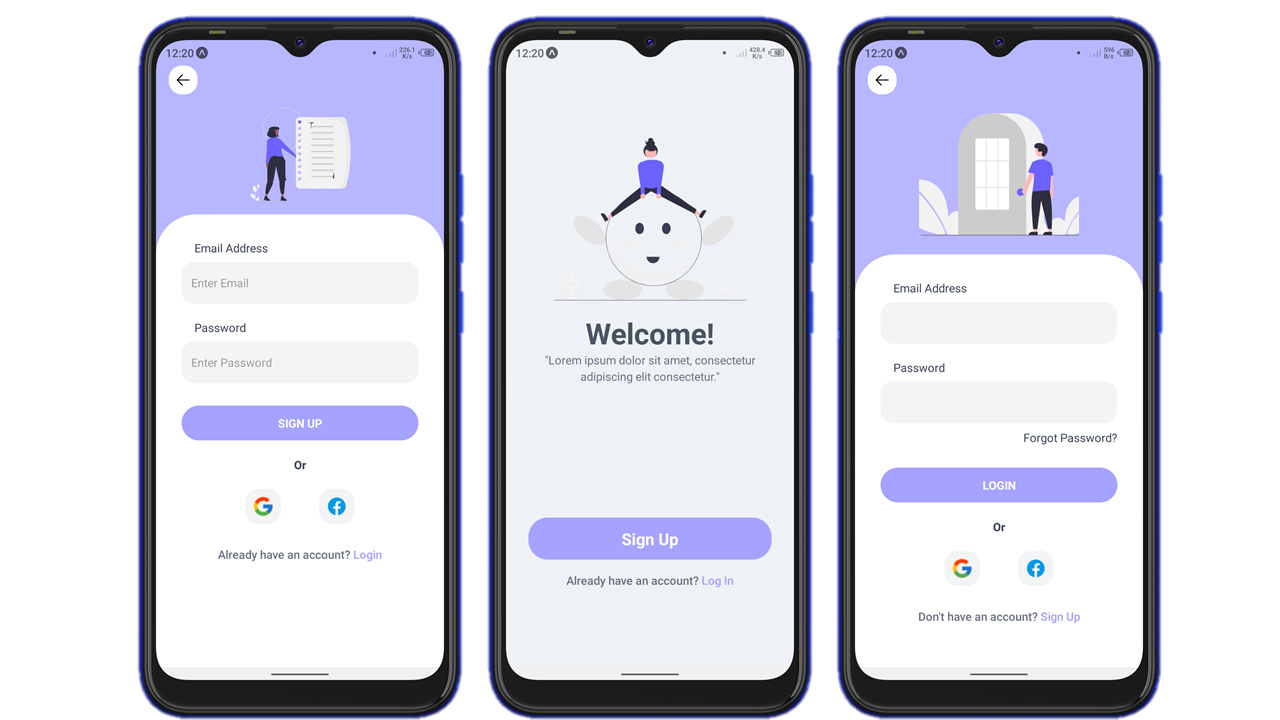 12:20
226.1
K/s
Email Address
Enter Email
Password
Enter Password
SIGN UP
Or
Already have an account? Login
12:20
428.4
K/s
Welcome!
"Lorem ipsum dolor sit amet, consectetur
adipiscing elit consectetur."
Sign Up
Already have an account? Log In
12:20
596
B/s
Email Address
Password
Forgot Password?
LOGIN
Or
Don't have an account? Sign Up